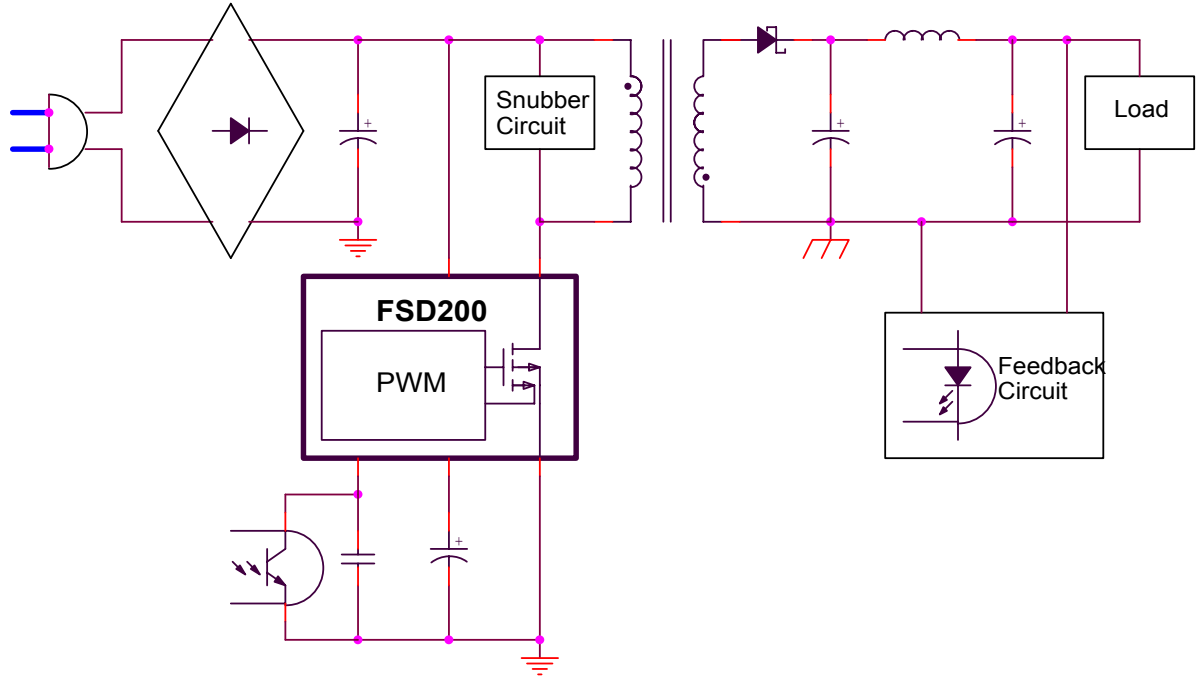 Snubber
Circuit
Load
FSD200
PWM
Feedback
Circuit
+
+
+
+